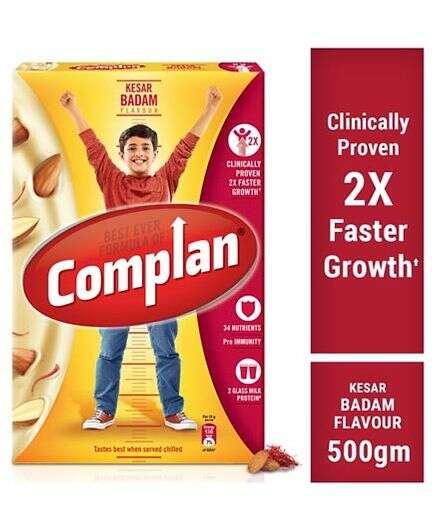 KESAR
BADAM
FLAVOUR
2X
CLINICALLY
PROVEN
2X FASTER
GROWTH†
BEST EVER
FORMULA OF
Complan®
34 NUTRIENTS
Pro IMMUNITY
2 GLASS MILK
PROTEIN#
Tastes best when served chilled
Clinically
Proven
2X
Faster
Growth†
KESAR
BADAM
FLAVOUR
500gm